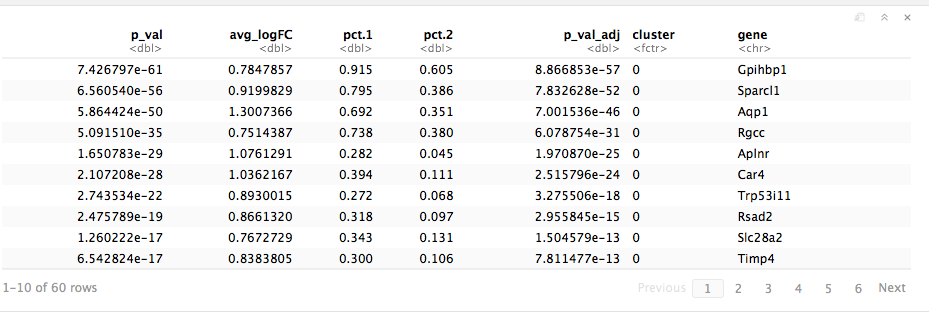 p_val avg_logFC pct.1 pct.2 p_val_adj cluster gene
<dbl> <dbl> <dbl> <dbl> <dbl> <fctr> <chr>
7.426797e-61 0.7847857 0.915 0.605 8.866853e-57 0 Gpihbp1
6.560540e-56 0.9199829 0.795 0.386 7.832628e-52 0 Sparcl1
5.864424e-50 1.3007366 0.692 0.351 7.001536e-46 0 Aqp1
5.091510e-35 0.7514387 0.738 0.380 6.078754e-31 0 Rgcc
1.650783e-29 1.0761291 0.282 0.045 1.970870e-25 0 Aplnr
2.107208e-28 1.0362167 0.394 0.111 2.515796e-24 0 Car4
2.743534e-22 0.8930015 0.272 0.068 3.275506e-18 0 Trp53i11
2.475789e-19 0.8661320 0.318 0.097 2.955845e-15 0 Rsad2
1.260222e-17 0.7672729 0.343 0.131 1.504579e-13 0 Slc28a2
6.542824e-17 0.8383805 0.300 0.106 7.811477e-13 0 Timp4
1-10 of 60 rows Previous 1 2 3 4 5 6 Next